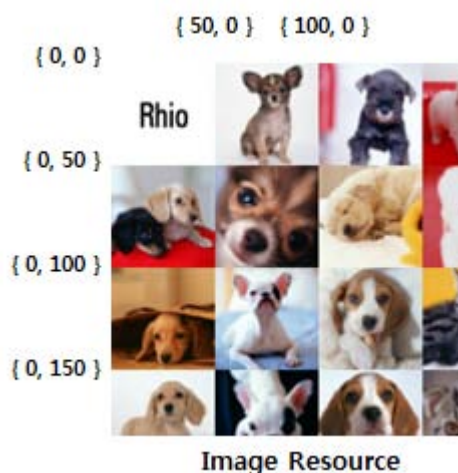 { 50, 0 } { 100, 0 }
{ 0, 0 }
Rhio
{ 0, 50 }
{ 0, 100 }
{ 0, 150 }
Image Resource